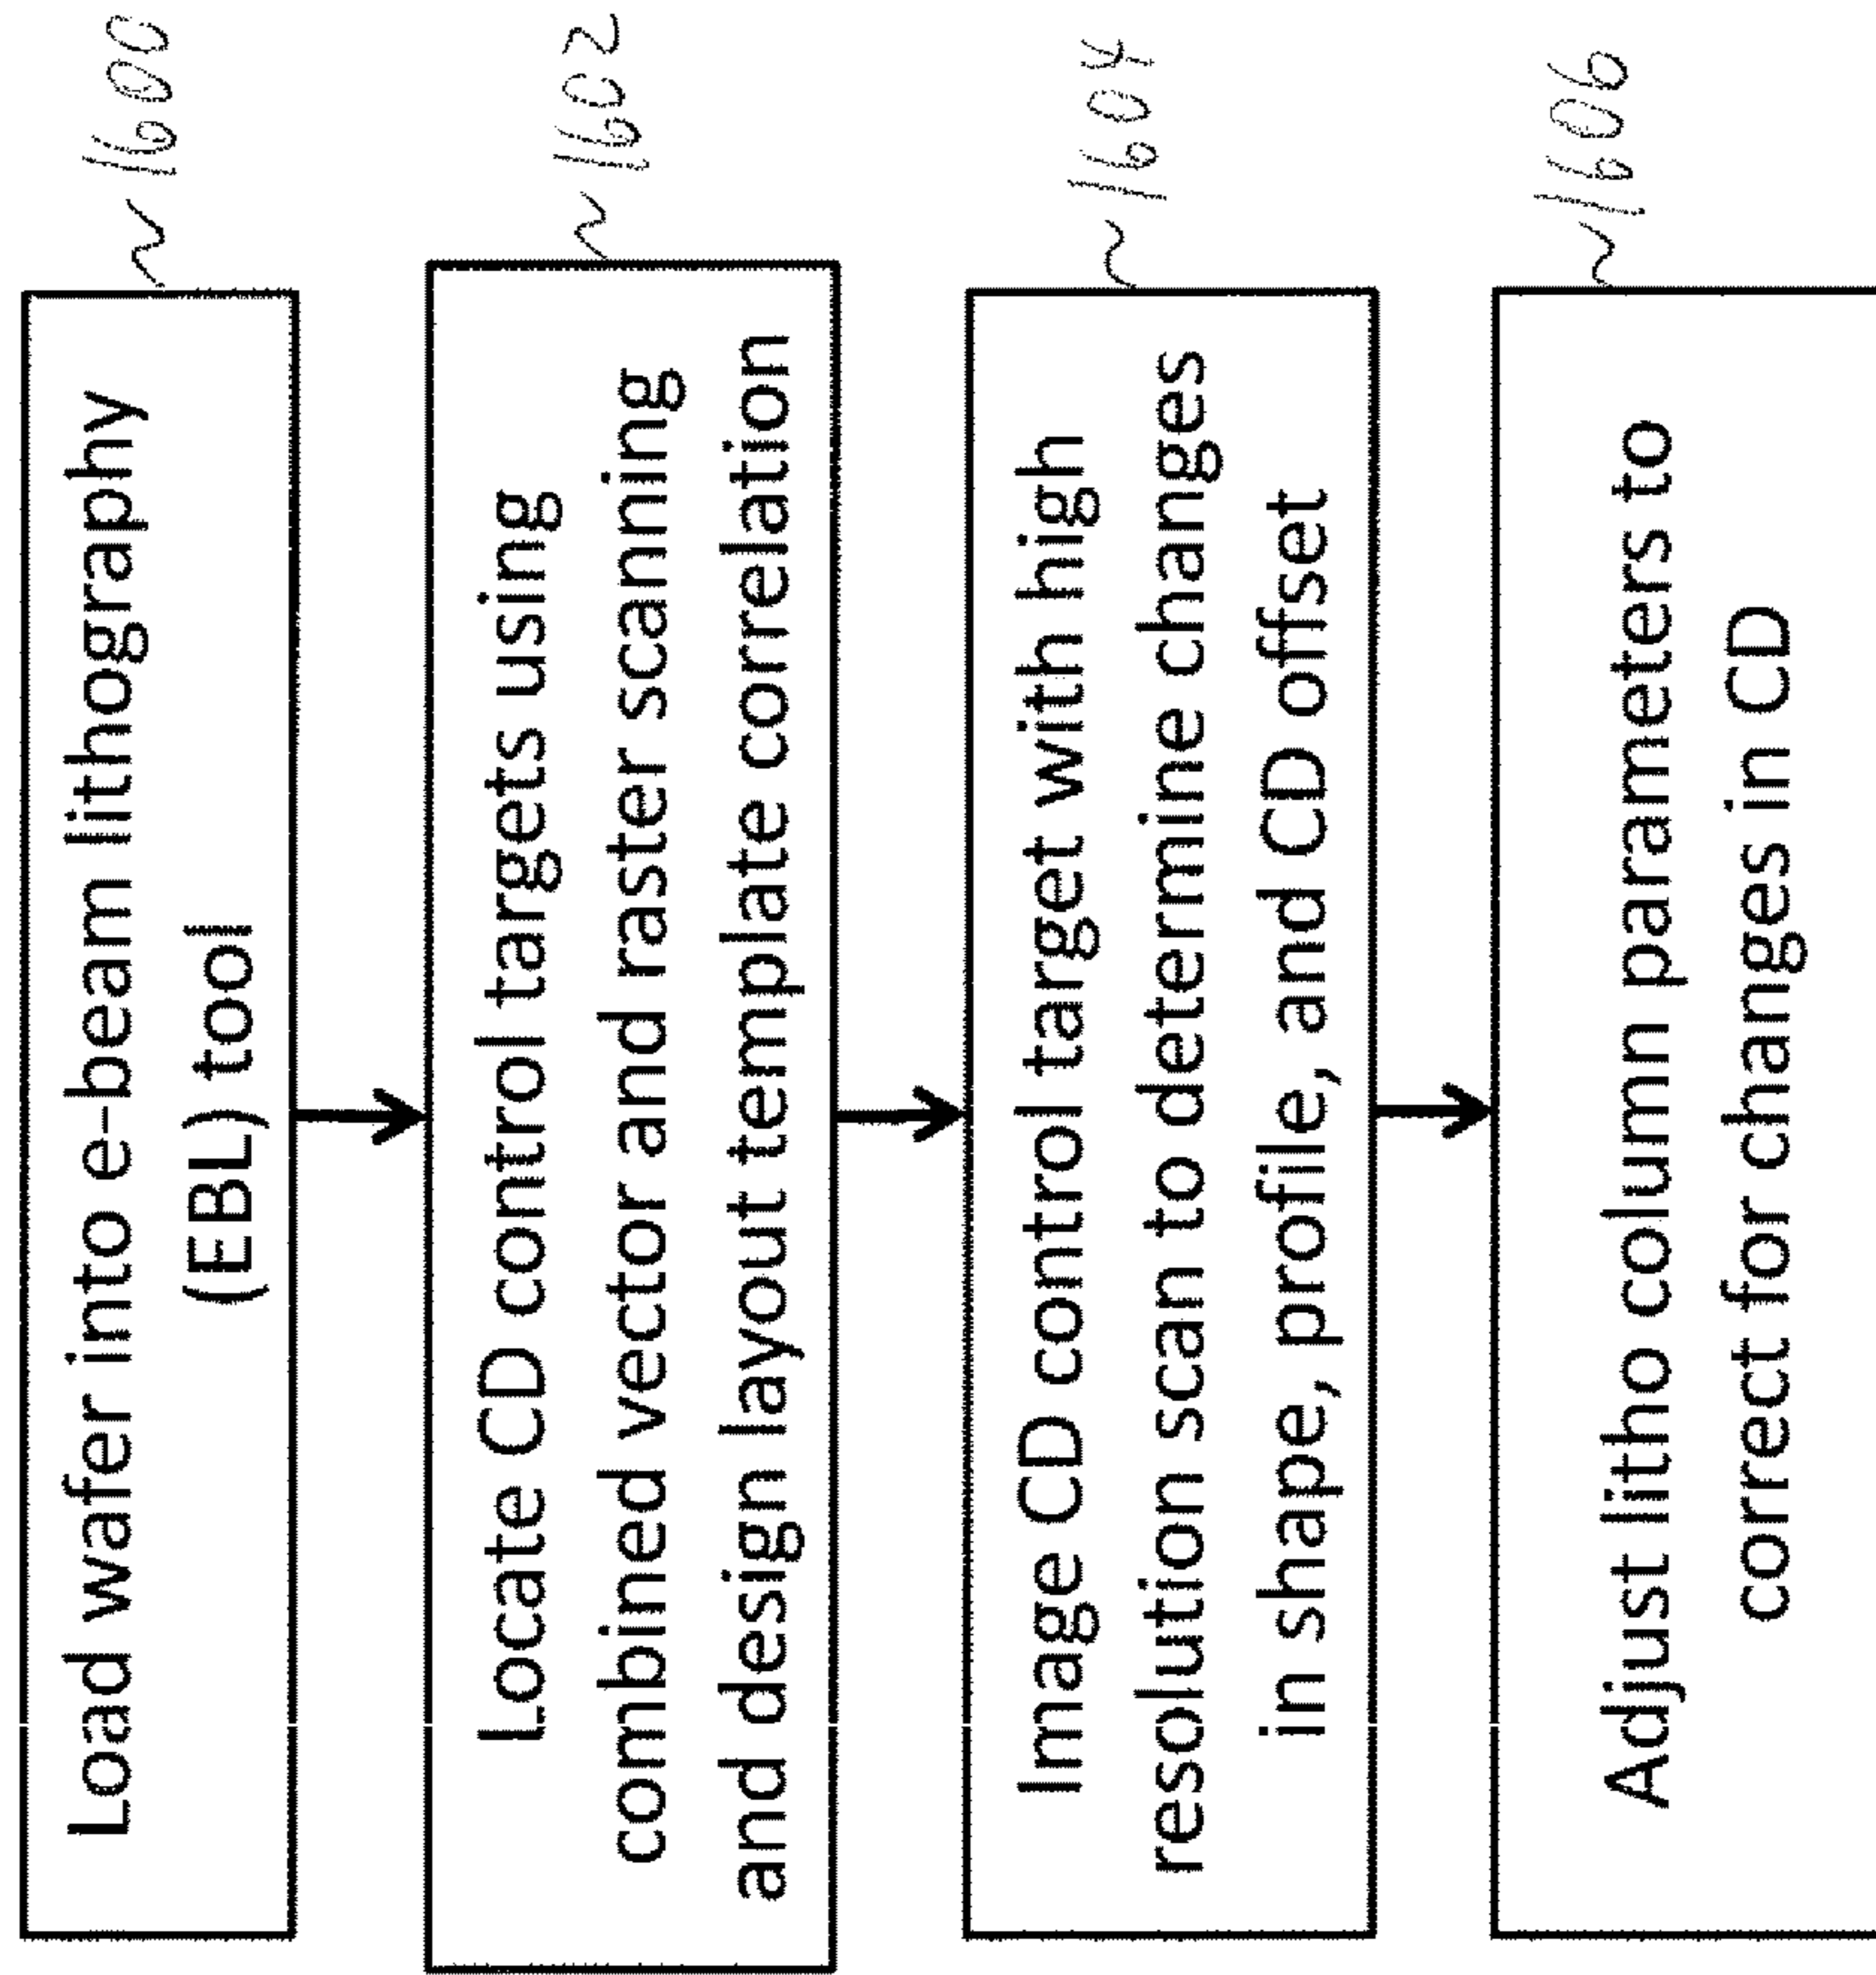 Load wafer into e-beam lithography
(EBL) tool
~1600
Locate CD control targets using
combined vector and raster scanning
and design layout template correlation
~1602
Image CD control target with high
resolution scan to determine changes
in shape, profile, and CD offset
~1604
Adjust litho column parameters to
correct for changes in CD
~1606